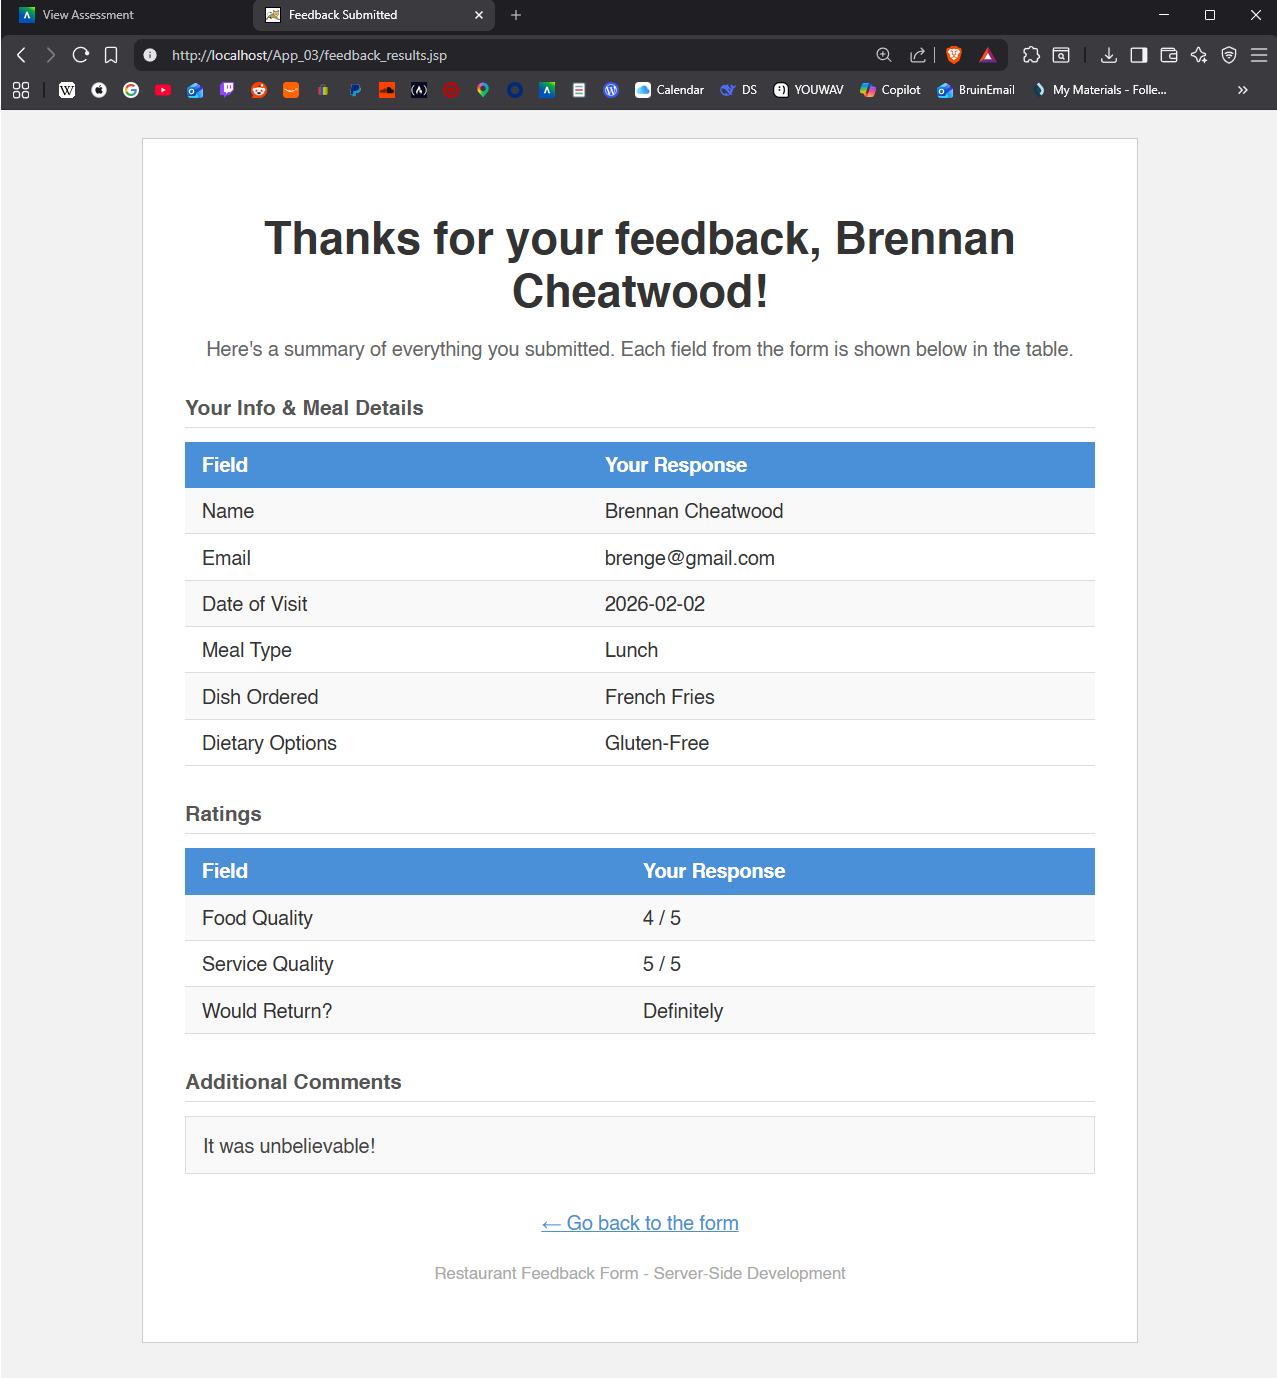 View Assessment
Feedback Submitted
http://localhost/App_03/feedback_results.jsp
Calendar
DS
YOUWAV
Copilot
BruinEmail
My Materials - Folle...
Thanks for your feedback, Brennan
Cheatwood!
Here's a summary of everything you submitted. Each field from the form is shown below in the table.
Your Info & Meal Details
Field Your Response
Name Brennan Cheatwood
Email brenge@gmail.com
Date of Visit 2026-02-02
Meal Type Lunch
Dish Ordered French Fries
Dietary Options Gluten-Free
Ratings
Field Your Response
Food Quality 4 / 5
Service Quality 5 / 5
Would Return? Definitely
Additional Comments
It was unbelievable!
← Go back to the form
Restaurant Feedback Form - Server-Side Development